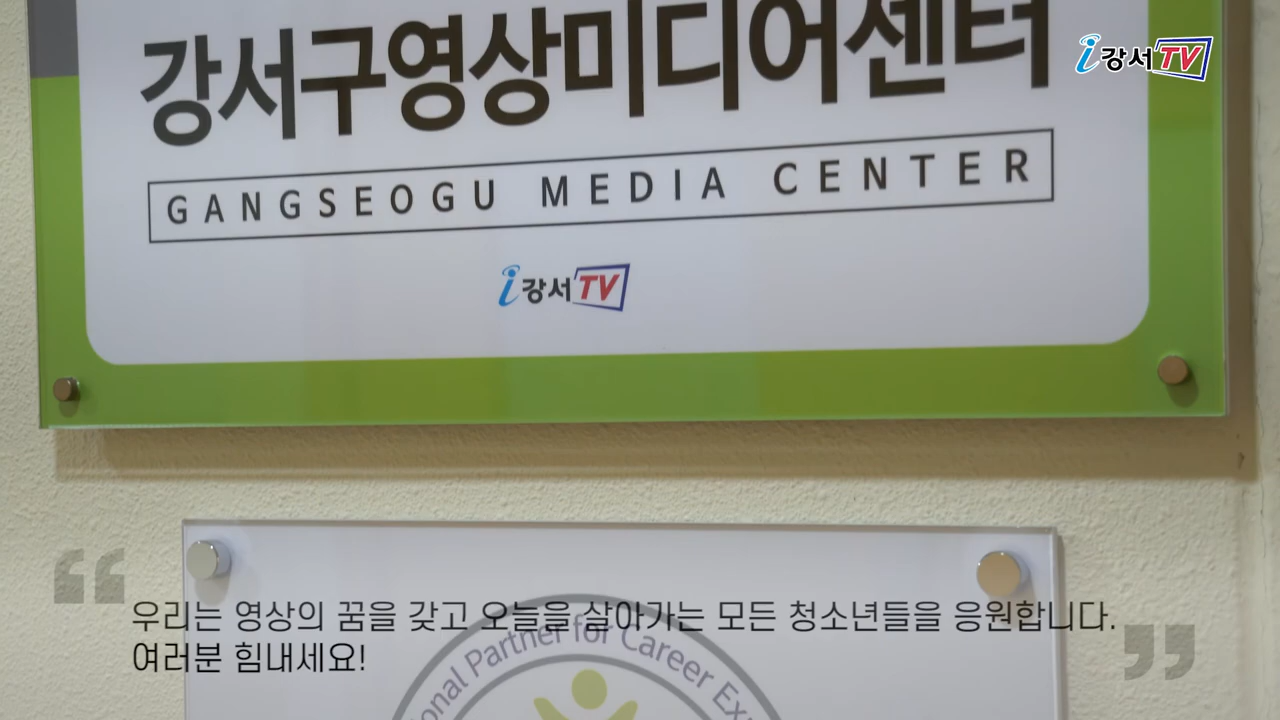 강서구영상미디어센터
i강서TV
GANGSEOGU MEDIA CENTER
i강서TV
Partner for Career
“우리는 영상의 꿈을 갖고 오늘을 살아가는 모든 청소년들을 응원합니다.
여러분 힘내세요!”